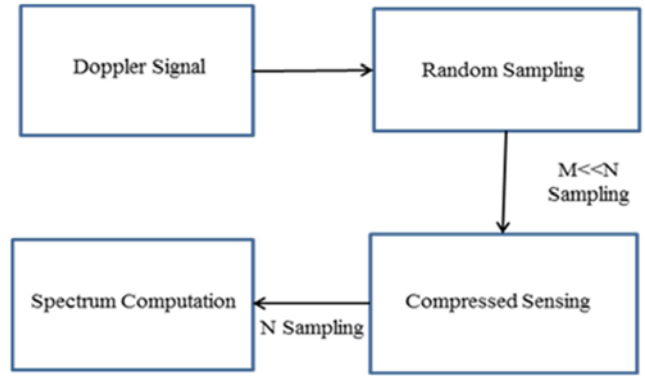 Doppler Signal
Random Sampling
M<<N
Sampling
Compressed Sensing
N Sampling
Spectrum Computation